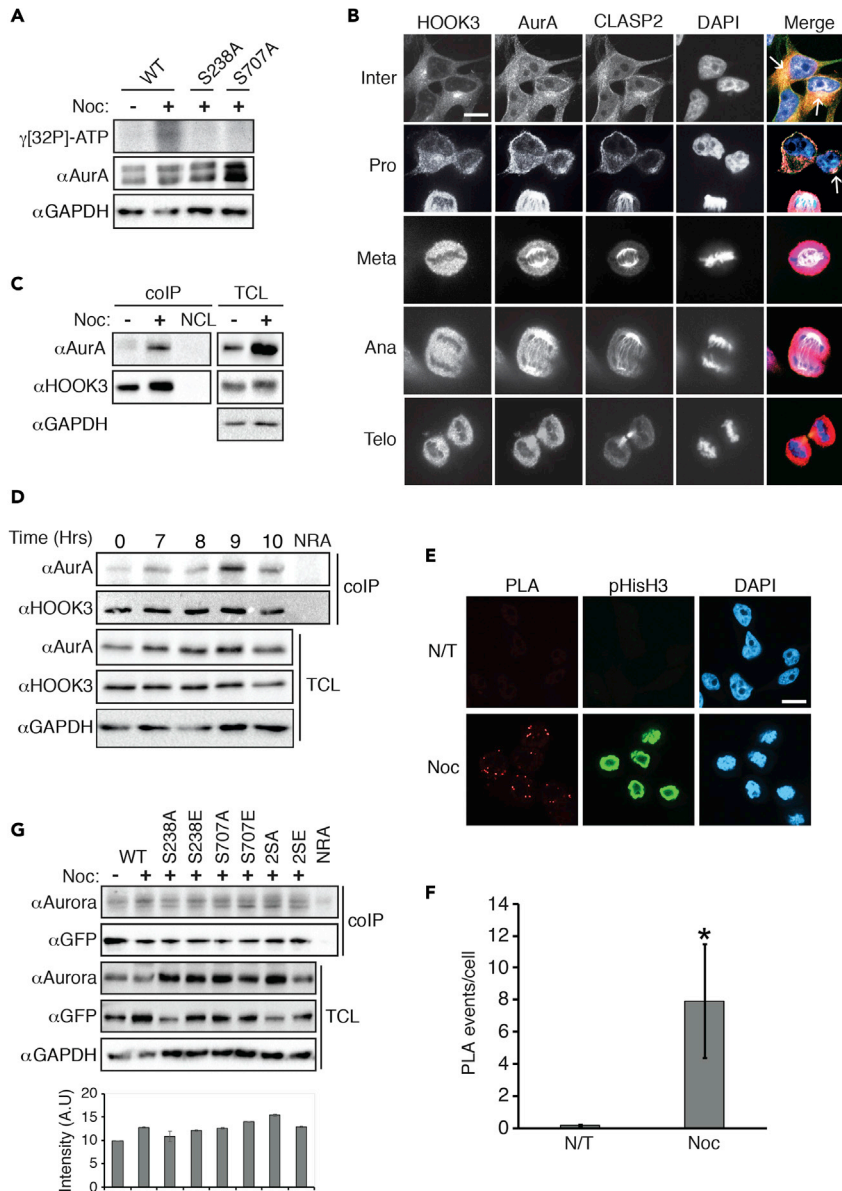 A
WT S238A S707A
Noc: - + + +
γ[32P]-ATP
αAurA
αGAPDH
B
HOOK3 AurA CLASP2 DAPI Merge
Inter
Pro
Meta
Ana
Telo
C
coIP TCL
Noc: - + NCL - +
αAurA
αHOOK3
αGAPDH
D
Time (Hrs) 0 7 8 9 10 NRA
αAurA
αHOOK3
coIP
αAurA
αHOOK3
αGAPDH
TCL
E
PLA pHisH3 DAPI
N/T
Noc
G
WT S238A S238E S707A S707E 2SA 2SE NRA
Noc: - + + + + + + +
αAurora
αGFP
coIP
αAurora
αGFP
αGAPDH
TCL
Intensity (A.U)
20
15
10
5
0
F
PLA events/cell
14
12
10
8
6
4
2
0
*
N/T Noc